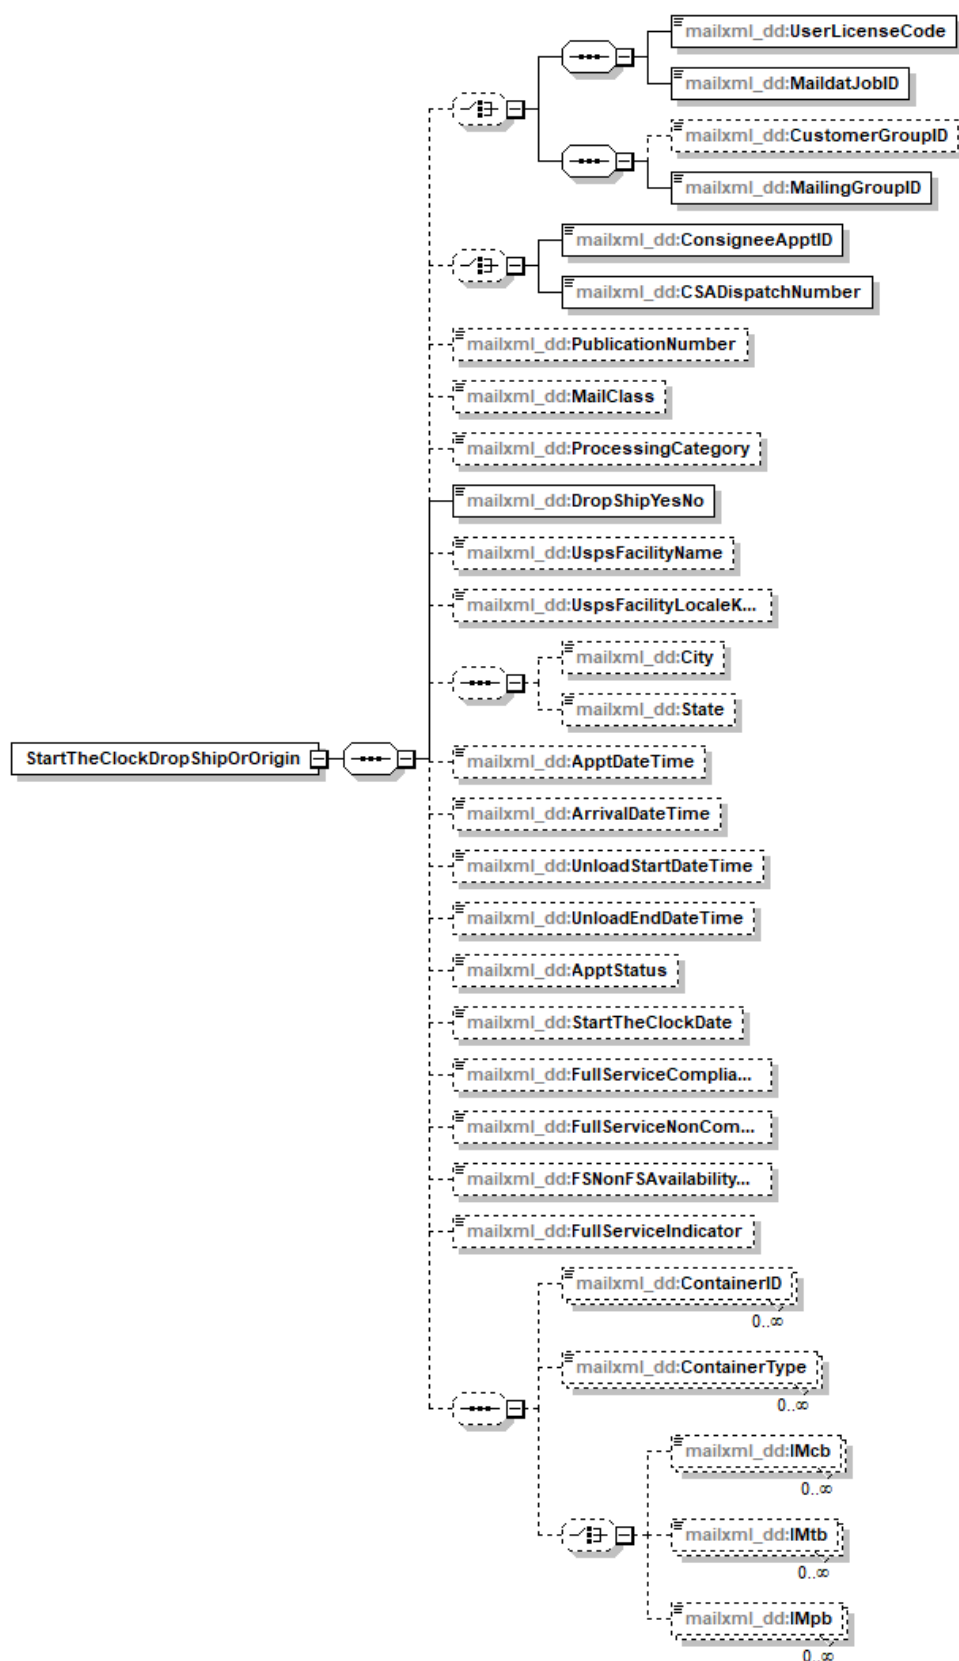 mailxml_dd:UserLicenseCode
mailxml_dd:MaildatJobID
mailxml_dd:CustomerGroupID
mailxml_dd:MailingGroupID
mailxml_dd:ConsigneeApptID
mailxml_dd:CSADispatchNumber
mailxml_dd:PublicationNumber
mailxml_dd:MailClass
mailxml_dd:ProcessingCategory
mailxml_dd:DropShipYesNo
mailxml_dd:UspsFacilityName
mailxml_dd:UspsFacilityLocaleK...
mailxml_dd:City
mailxml_dd:State
StartTheClockDropShipOrOrigin
mailxml_dd:ApptDateTime
mailxml_dd:ArrivalDateTime
mailxml_dd:UnloadStartDateTime
mailxml_dd:UnloadEndDateTime
mailxml_dd:ApptStatus
mailxml_dd:StartTheClockDate
mailxml_dd:FullServiceComplia...
mailxml_dd:FullServiceNonCom...
mailxml_dd:FSNonFSAvailability...
mailxml_dd:FullServiceIndicator
mailxml_dd:ContainerID
0..∞
mailxml_dd:ContainerType
0..∞
mailxml_dd:IMcb
0..∞
mailxml_dd:IMtb
0..∞
mailxml_dd:IMpb
0..∞